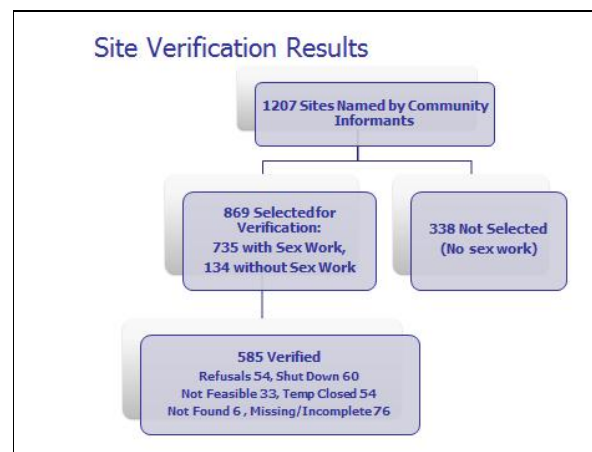 Site Verification Results
1207 Sites Named by Community
Informants
869 Selected for
Verification:
735 with Sex Work,
134 without Sex Work
338 Not Selected
(No sex work)
585 Verified
Refusals 54, Shut Down 60
Not Feasible 33, Temp Closed 54
Not Found 6 , Missing/Incomplete 76